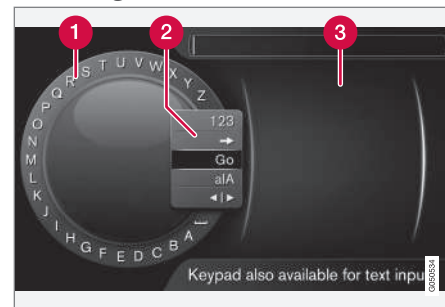 1
2
3
A B C D E F G H I J K L M N O P Q R S T U V W X Y Z
123
Go
a|A
Keypad also available for text inpu
G050534